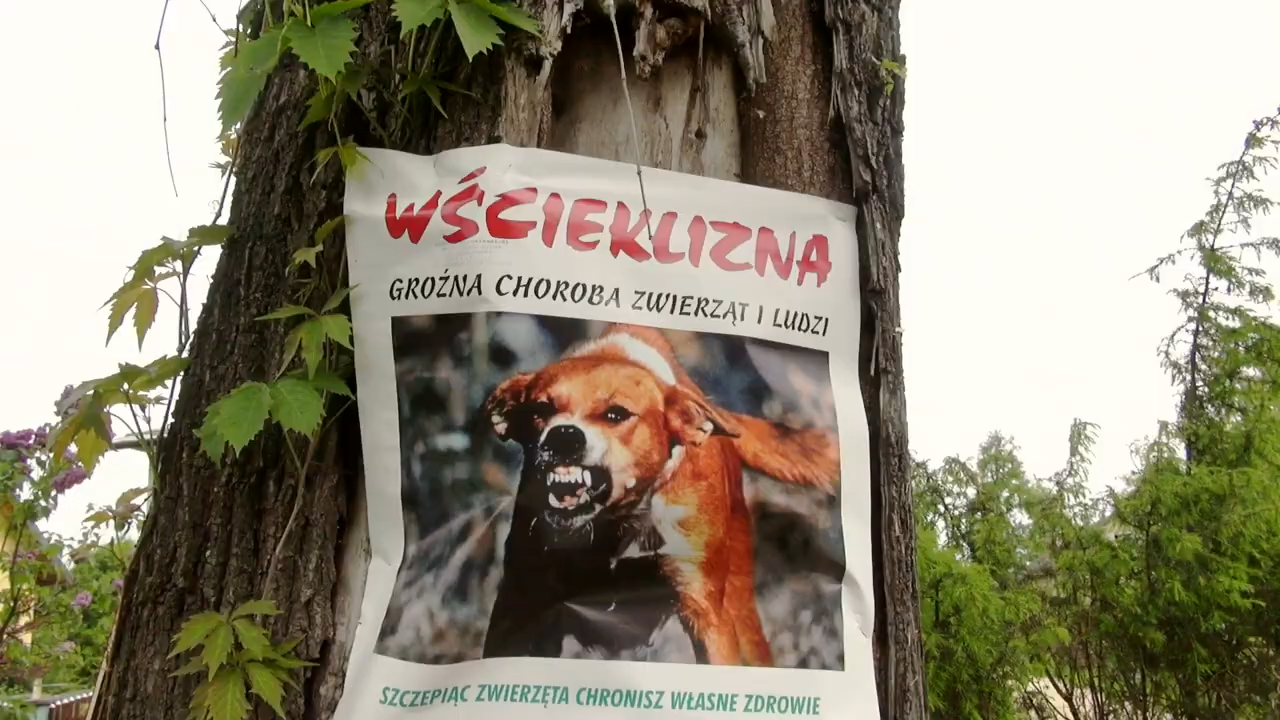 WŚCIEKLIZNA
GROŹNA CHOROBA ZWIERZĄT I LUDZI
SZCZEPIĄC ZWIERZĘTA CHRONISZ WŁASNE ZDROWIE